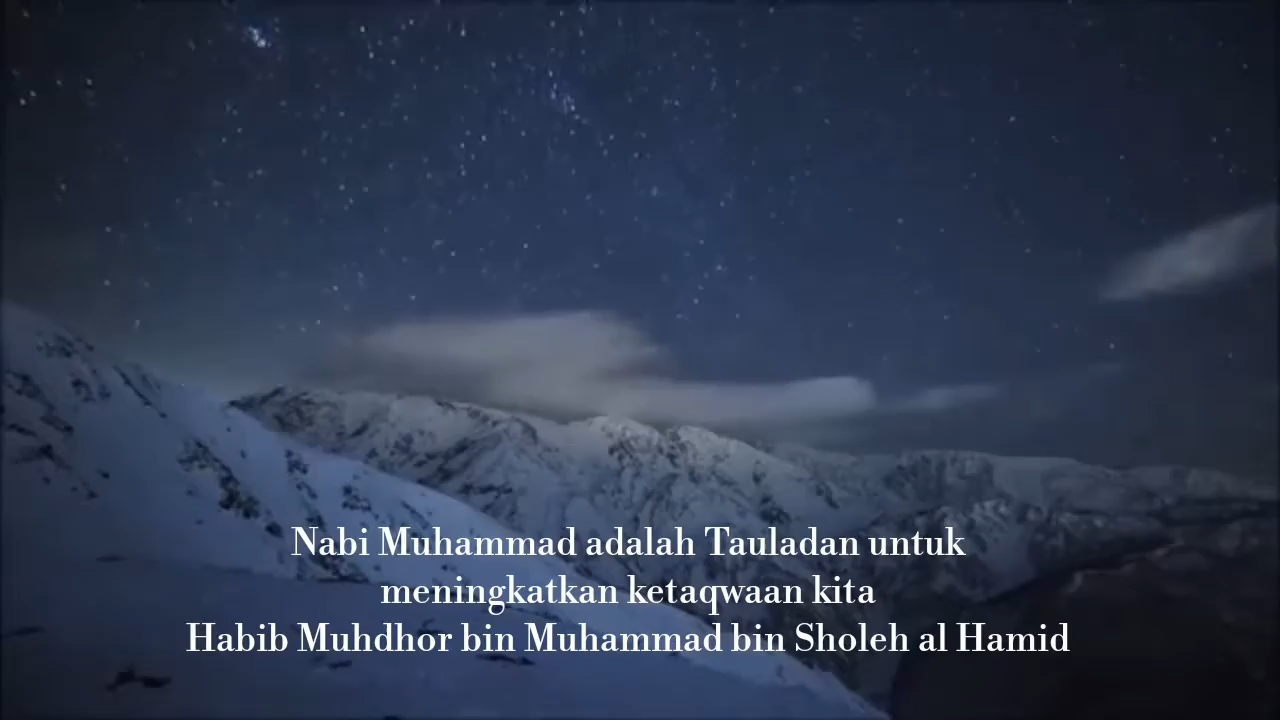 Nabi Muhammad adalah Tauladan untuk
meningkatkan ketaqwaan kita
Habib Muhdhor bin Muhammad bin Sholeh al Hamid